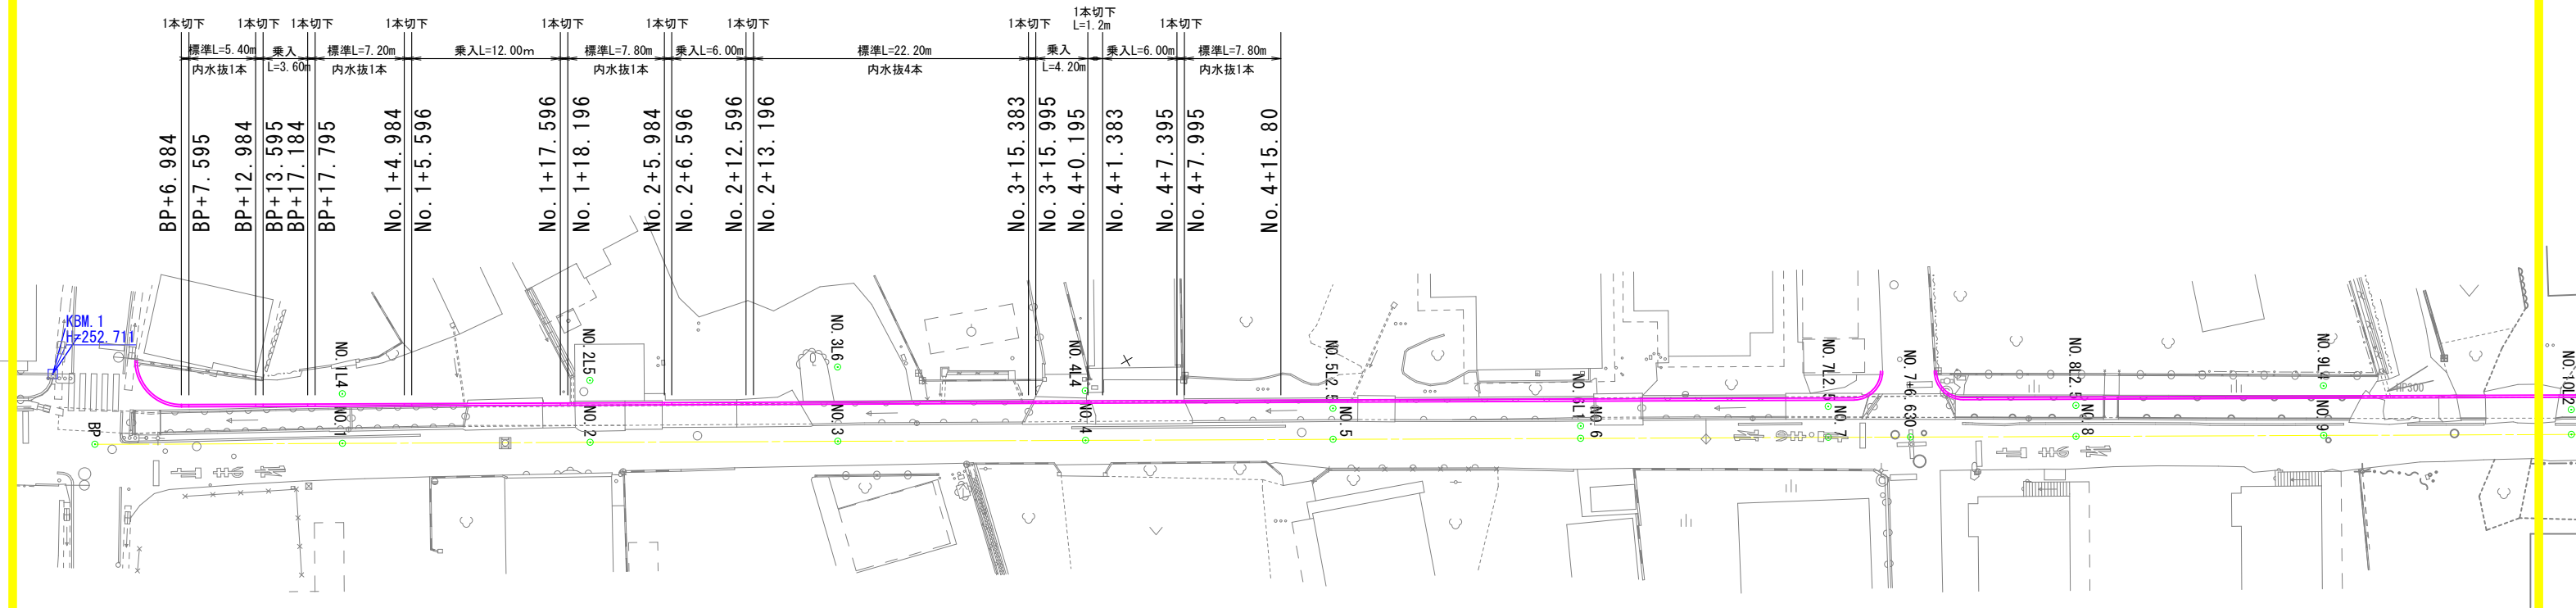 1本切下
1本切下
1本切下
1本切下
1本切下
1本切下
1本切下
1本切下
1本切下
L=1.2m
1本切下
標準L=5.40m
内水抜1本
乗入
L=3.60m
標準L=7.20m
内水抜1本
乗入L=12.00m
標準L=7.80m
内水抜1本
乗入L=6.00m
標準L=22.20m
内水抜4本
乗入
L=4.20m
乗入L=6.00m
標準L=7.80m
内水抜1本
BP+6.984
BP+7.595
BP+12.984
BP+13.595
BP+17.184
BP+17.795
No.1+4.984
No.1+5.596
No.1+17.596
No.1+18.196
No.2+5.984
No.2+6.596
No.2+12.596
No.2+13.196
No.3+15.383
No.3+15.995
No.4+0.195
No.4+1.383
No.4+7.395
No.4+7.995
No.4+15.80
KBM.1
H=252.711
NO.1L4
NO.2L5
NO.3L6
NO.4L4
NO.5L2.5
NO.6L1
NO.7L2.5
NO.7+6.630
NO.8L2.5
NO.9L4
NO.10L2
HP300
BP
NO.1
NO.2
NO.3
NO.4
NO.5
NO.6
NO.7
NO.8
NO.9